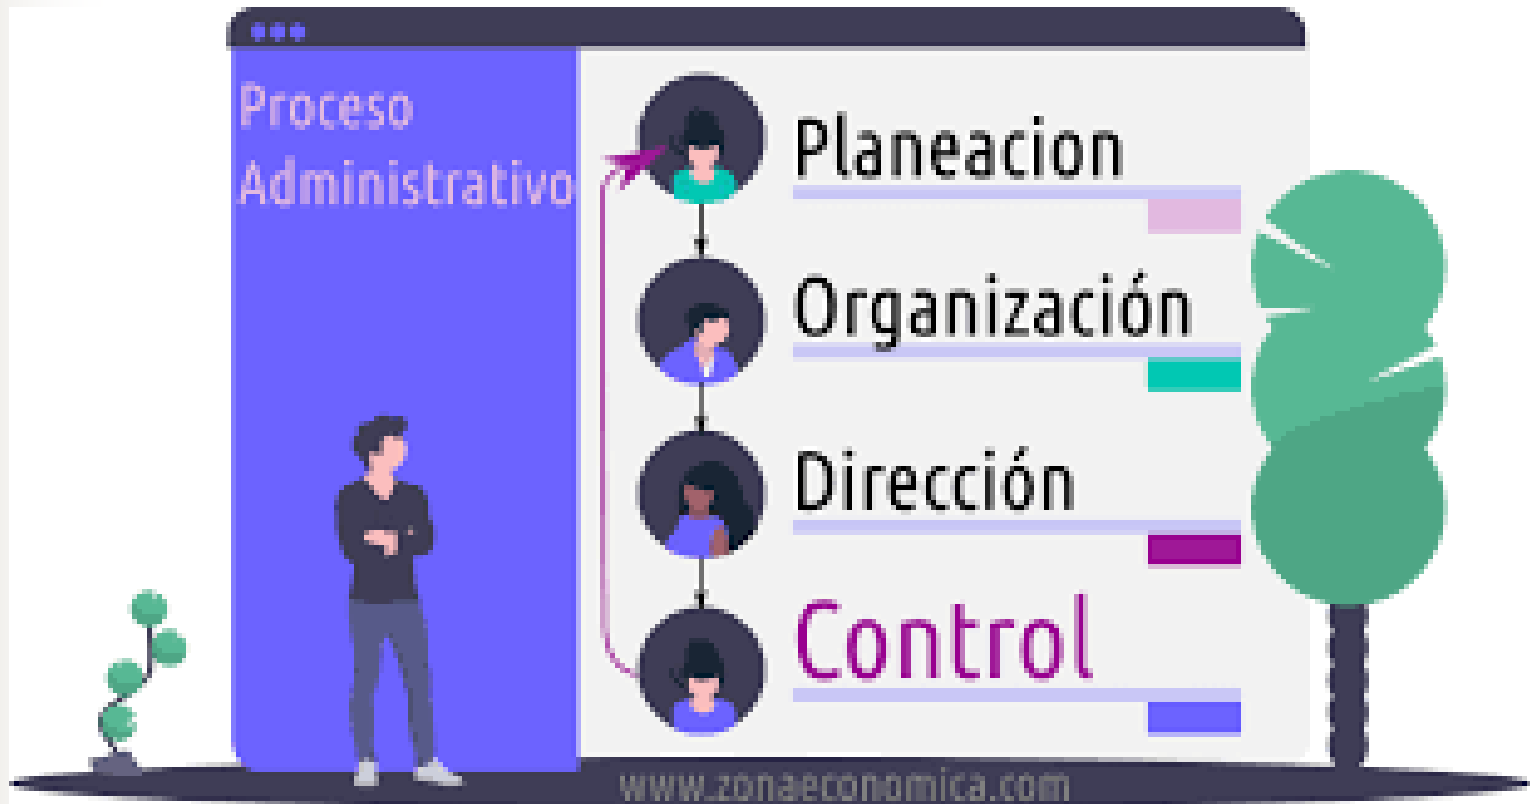 Proceso
Administrativo
Planeacion
Organización
Dirección
Control
www.zonaeconomica.com